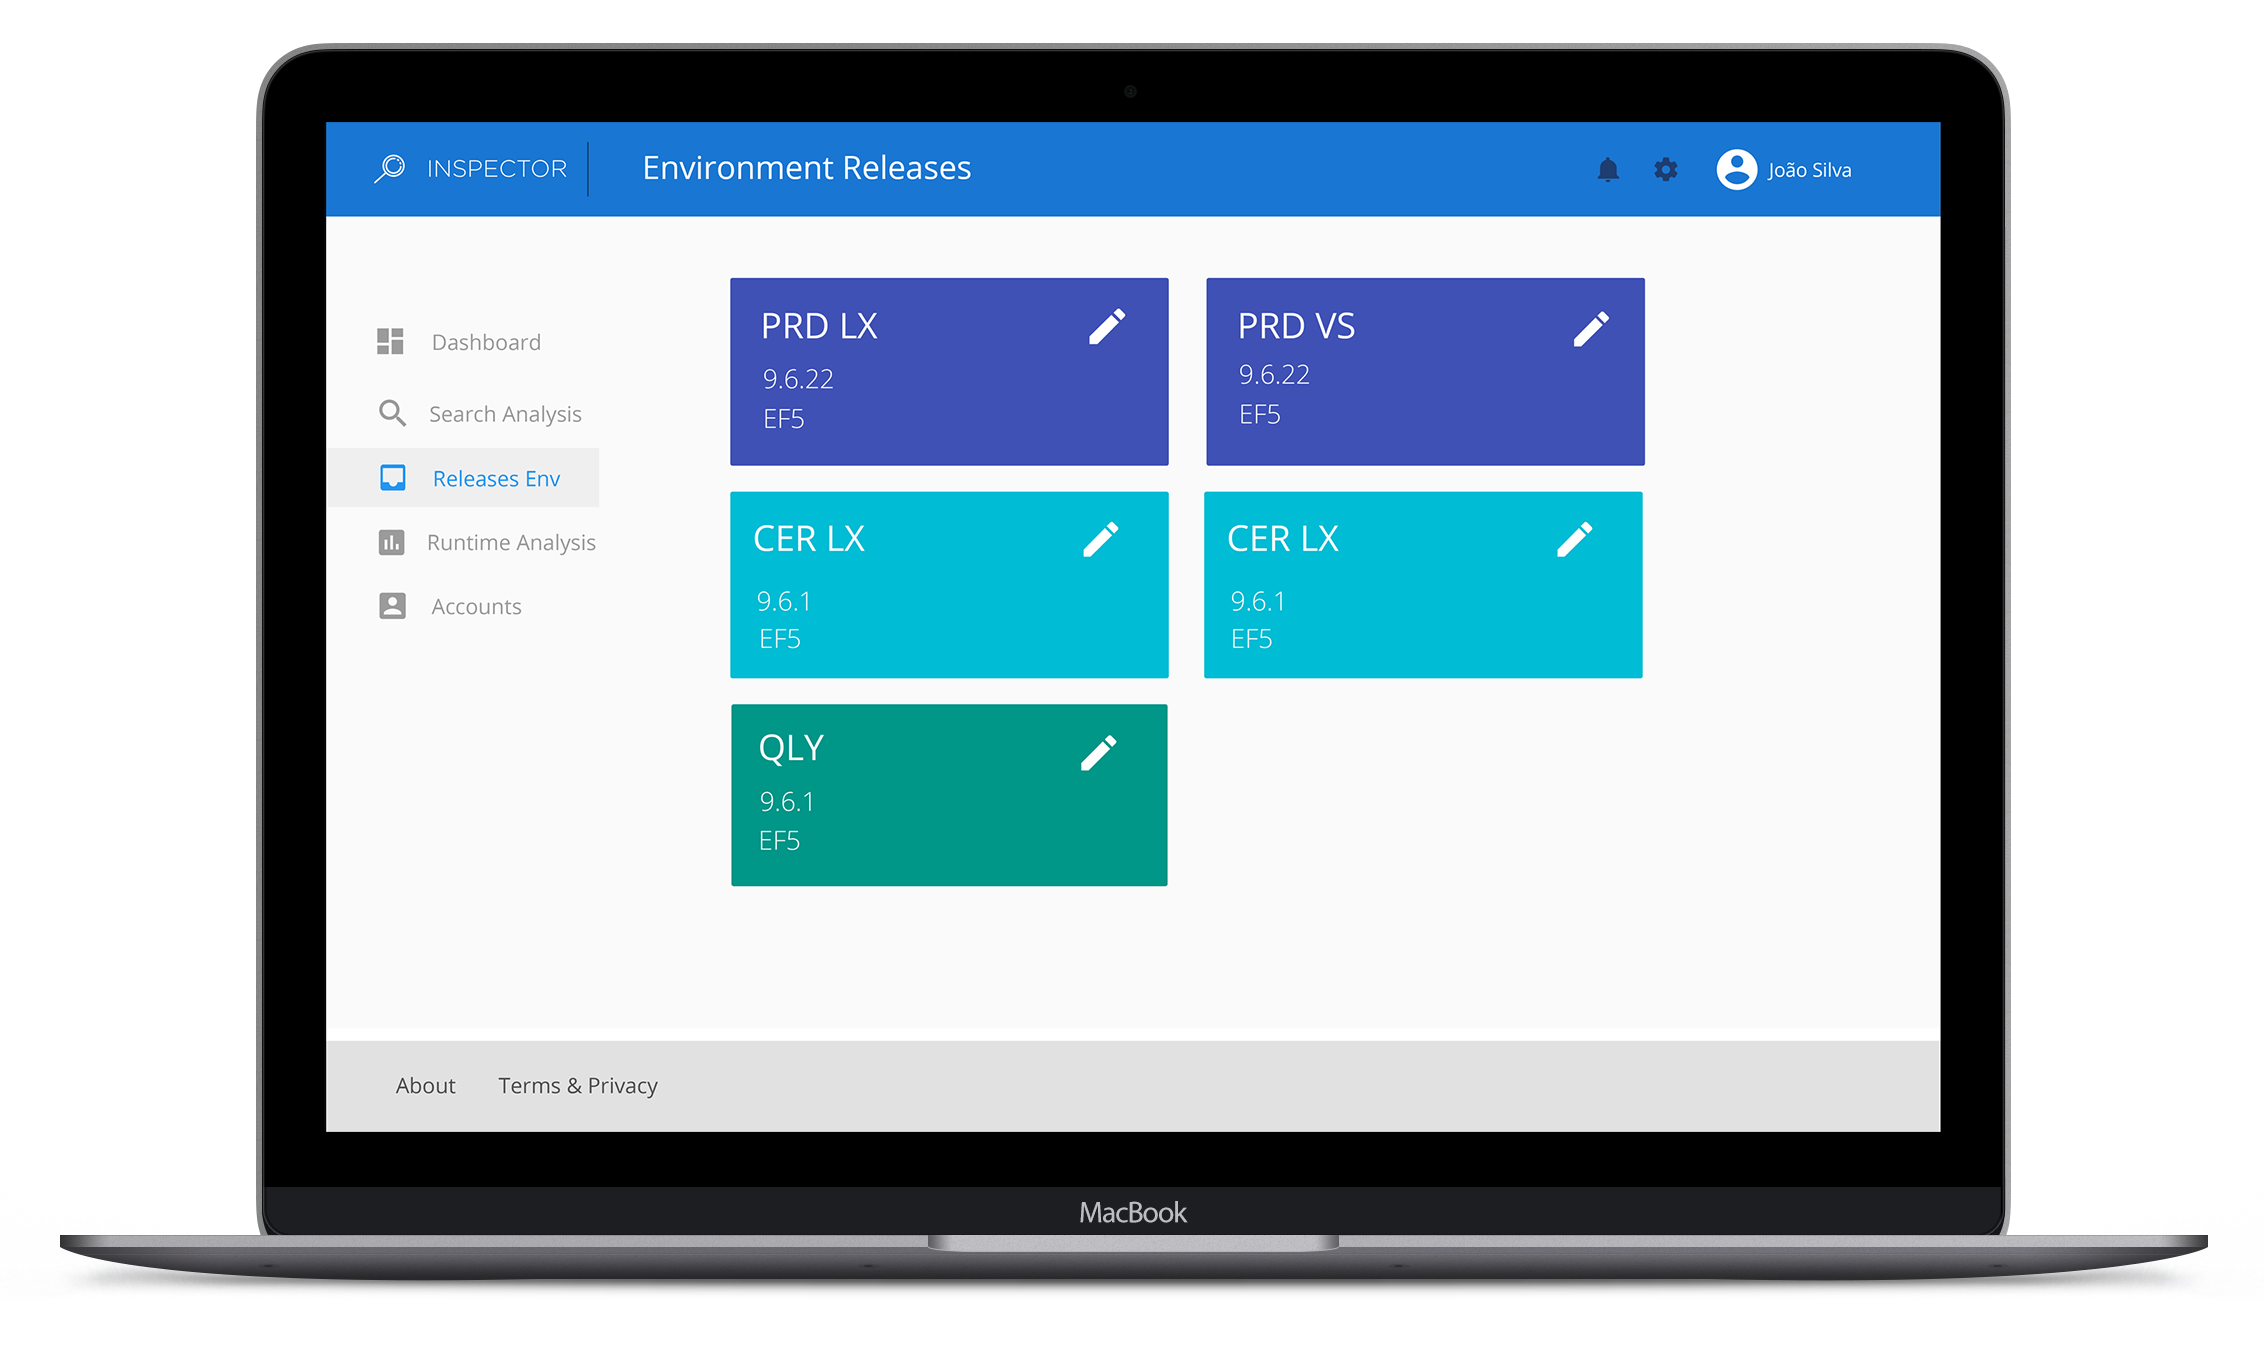 INSPECTOR
Environment Releases
João Silva
Dashboard
Search Analysis
Releases Env
Runtime Analysis
Accounts
PRD LX
9.6.22
EF5
PRD VS
9.6.22
EF5
CER LX
9.6.1
EF5
CER LX
9.6.1
EF5
QLY
9.6.1
EF5
About
Terms & Privacy
MacBook